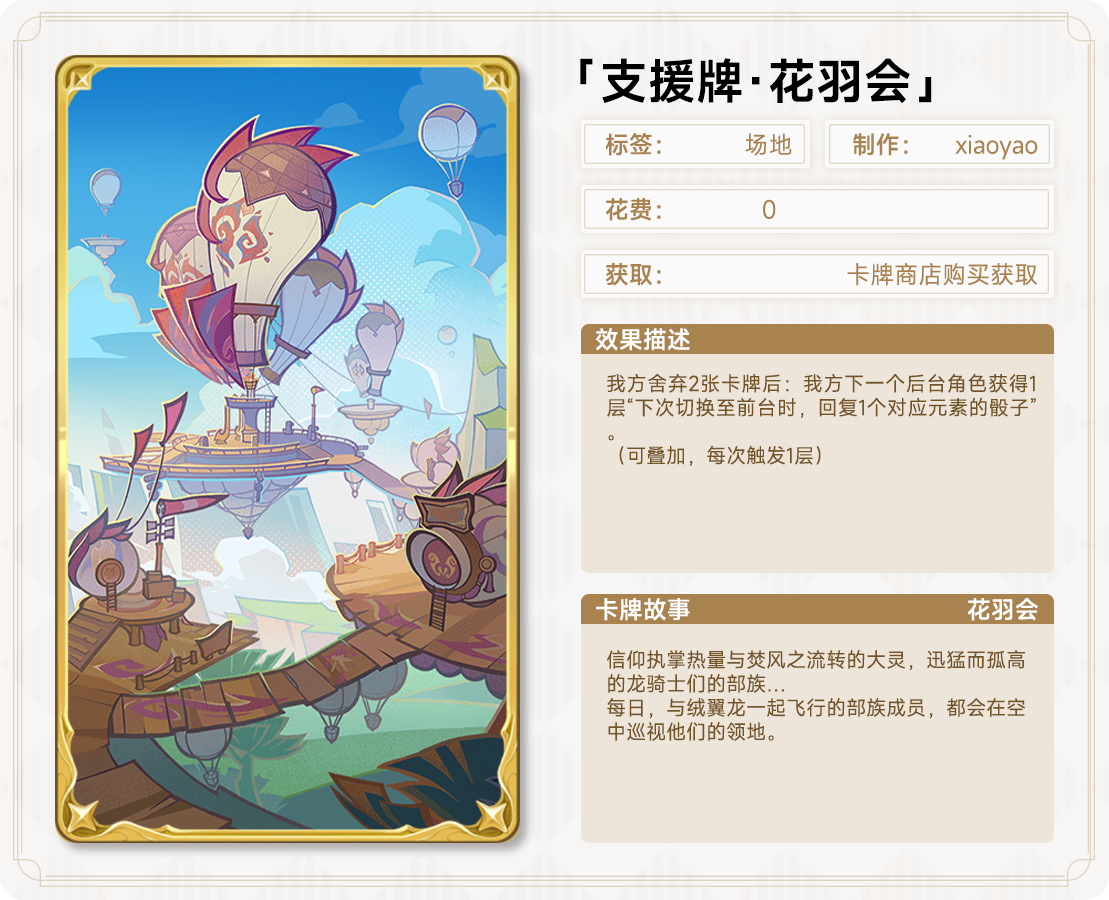 「支援牌·花羽会」
标签： 场地 制作： xiaoyao
花费： 0
获取： 卡牌商店购买获取
效果描述
我方舍弃2张卡牌后：我方下一个后台角色获得1
层“下次切换至前台时，回复1个对应元素的骰子”
。
（可叠加，每次触发1层）
卡牌故事 花羽会
信仰执掌热量与焚风之流转的大灵，迅猛而孤高
的龙骑士们的部族...
每日，与绒翼龙一起飞行的部族成员，都会在空
中巡视他们的领地。